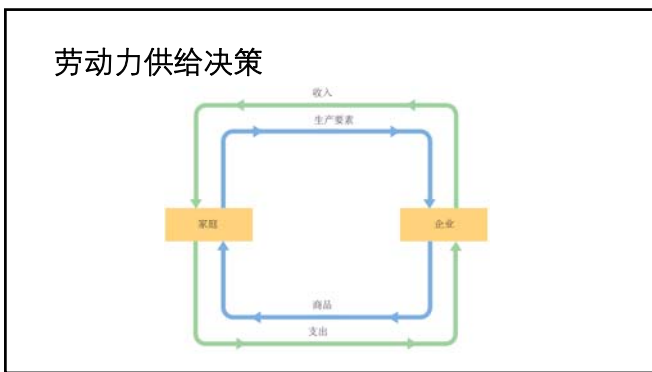 劳动力供给决策
收入
生产要素
家庭
企业
商品
支出